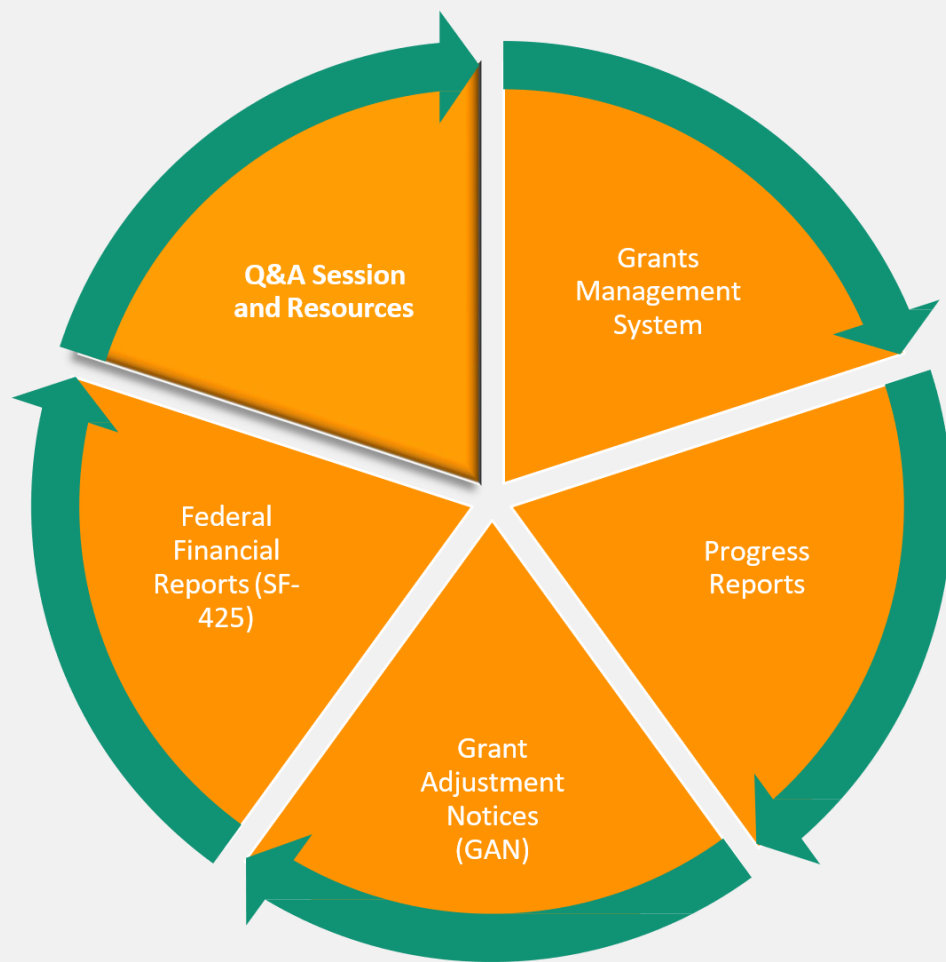 Q&A Session
and Resources
Grants
Management
System
Progress
Reports
Grant
Adjustment
Notices
(GAN)
Federal
Financial
Reports (SF-
425)